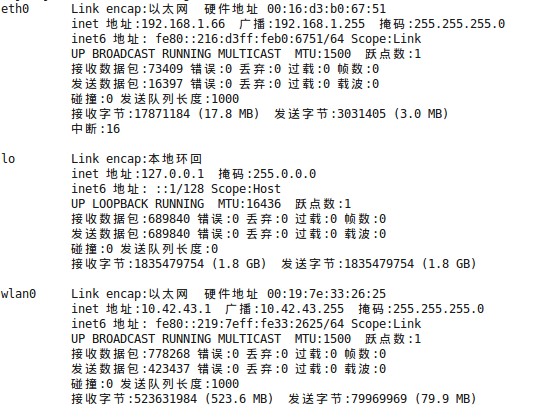 eth0 Link encap:以太网 硬件地址 00:16:d3:b0:67:51
inet 地址:192.168.1.66 广播:192.168.1.255 掩码:255.255.255.0
inet6 地址: fe80::216:d3ff:feb0:6751/64 Scope:Link
UP BROADCAST RUNNING MULTICAST MTU:1500 跃点数:1
接收数据包:73409 错误:0 丢弃:0 过载:0 帧数:0
发送数据包:16397 错误:0 丢弃:0 过载:0 载波:0
碰撞:0 发送队列长度:1000
接收字节:17871184 (17.8 MB) 发送字节:3031405 (3.0 MB)
中断:16
lo Link encap:本地环回
inet 地址:127.0.0.1 掩码:255.0.0.0
inet6 地址: ::1/128 Scope:Host
UP LOOPBACK RUNNING MTU:16436 跃点数:1
接收数据包:689840 错误:0 丢弃:0 过载:0 帧数:0
发送数据包:689840 错误:0 丢弃:0 过载:0 载波:0
碰撞:0 发送队列长度:0
接收字节:1835479754 (1.8 GB) 发送字节:1835479754 (1.8 GB)
wlan0 Link encap:以太网 硬件地址 00:19:7e:33:26:25
inet 地址:10.42.43.1 广播:10.42.43.255 掩码:255.255.255.0
inet6 地址: fe80::219:7eff:fe33:2625/64 Scope:Link
UP BROADCAST RUNNING MULTICAST MTU:1500 跃点数:1
接收数据包:778268 错误:0 丢弃:0 过载:0 帧数:0
发送数据包:423437 错误:0 丢弃:0 过载:0 载波:0
碰撞:0 发送队列长度:1000
接收字节:523631984 (523.6 MB) 发送字节:79969969 (79.9 MB)